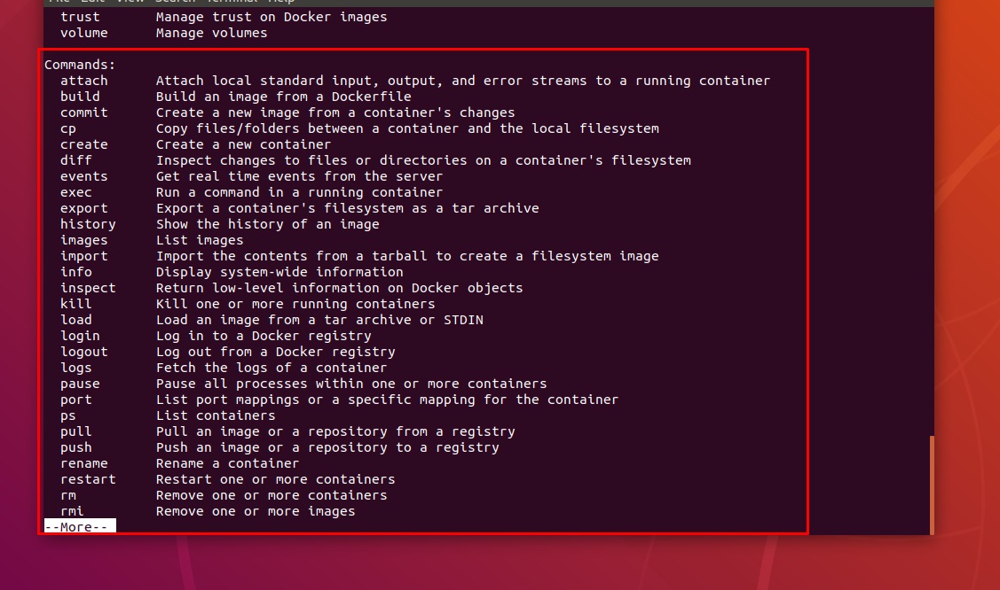 trust Manage trust on Docker images
volume Manage volumes
Commands:
attach Attach local standard input, output, and error streams to a running container
build Build an image from a Dockerfile
commit Create a new image from a container's changes
cp Copy files/folders between a container and the local filesystem
create Create a new container
diff Inspect changes to files or directories on a container's filesystem
events Get real time events from the server
exec Run a command in a running container
export Export a container's filesystem as a tar archive
history Show the history of an image
images List images
import Import the contents from a tarball to create a filesystem image
info Display system-wide information
inspect Return low-level information on Docker objects
kill Kill one or more running containers
load Load an image from a tar archive or STDIN
login Log in to a Docker registry
logout Log out from a Docker registry
logs Fetch the logs of a container
pause Pause all processes within one or more containers
port List port mappings or a specific mapping for the container
ps List containers
pull Pull an image or a repository from a registry
push Push an image or a repository to a registry
rename Rename a container
restart Restart one or more containers
rm Remove one or more containers
rmi Remove one or more images
--More--